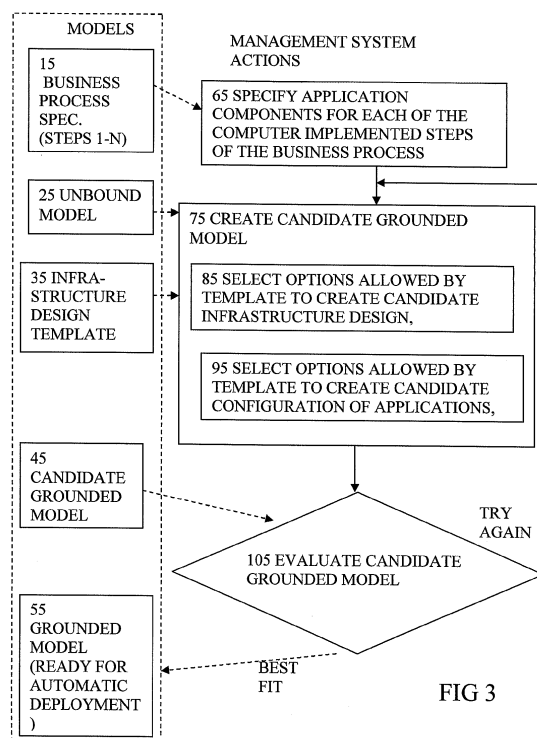 MODELS
15
BUSINESS
PROCESS
SPEC.
(STEPS 1-N)
25 UNBOUND
MODEL
35 INFRA-
STRUCTURE
DESIGN
TEMPLATE
45
CANDIDATE
GROUNDED
MODEL
55
GROUNDED
MODEL
(READY FOR
AUTOMATIC
DEPLOYMENT
)
MANAGEMENT SYSTEM
ACTIONS
65 SPECIFY APPLICATION
COMPONENTS FOR EACH OF THE
COMPUTER IMPLEMENTED STEPS
OF THE BUSINESS PROCESS
75 CREATE CANDIDATE GROUNDED
MODEL
85 SELECT OPTIONS ALLOWED BY
TEMPLATE TO CREATE CANDIDATE
INFRASTRUCTURE DESIGN,
95 SELECT OPTIONS ALLOWED BY
TEMPLATE TO CREATE CANDIDATE
CONFIGURATION OF APPLICATIONS,
TRY
AGAIN
105 EVALUATE CANDIDATE
GROUNDED MODEL
BEST
FIT
FIG 3